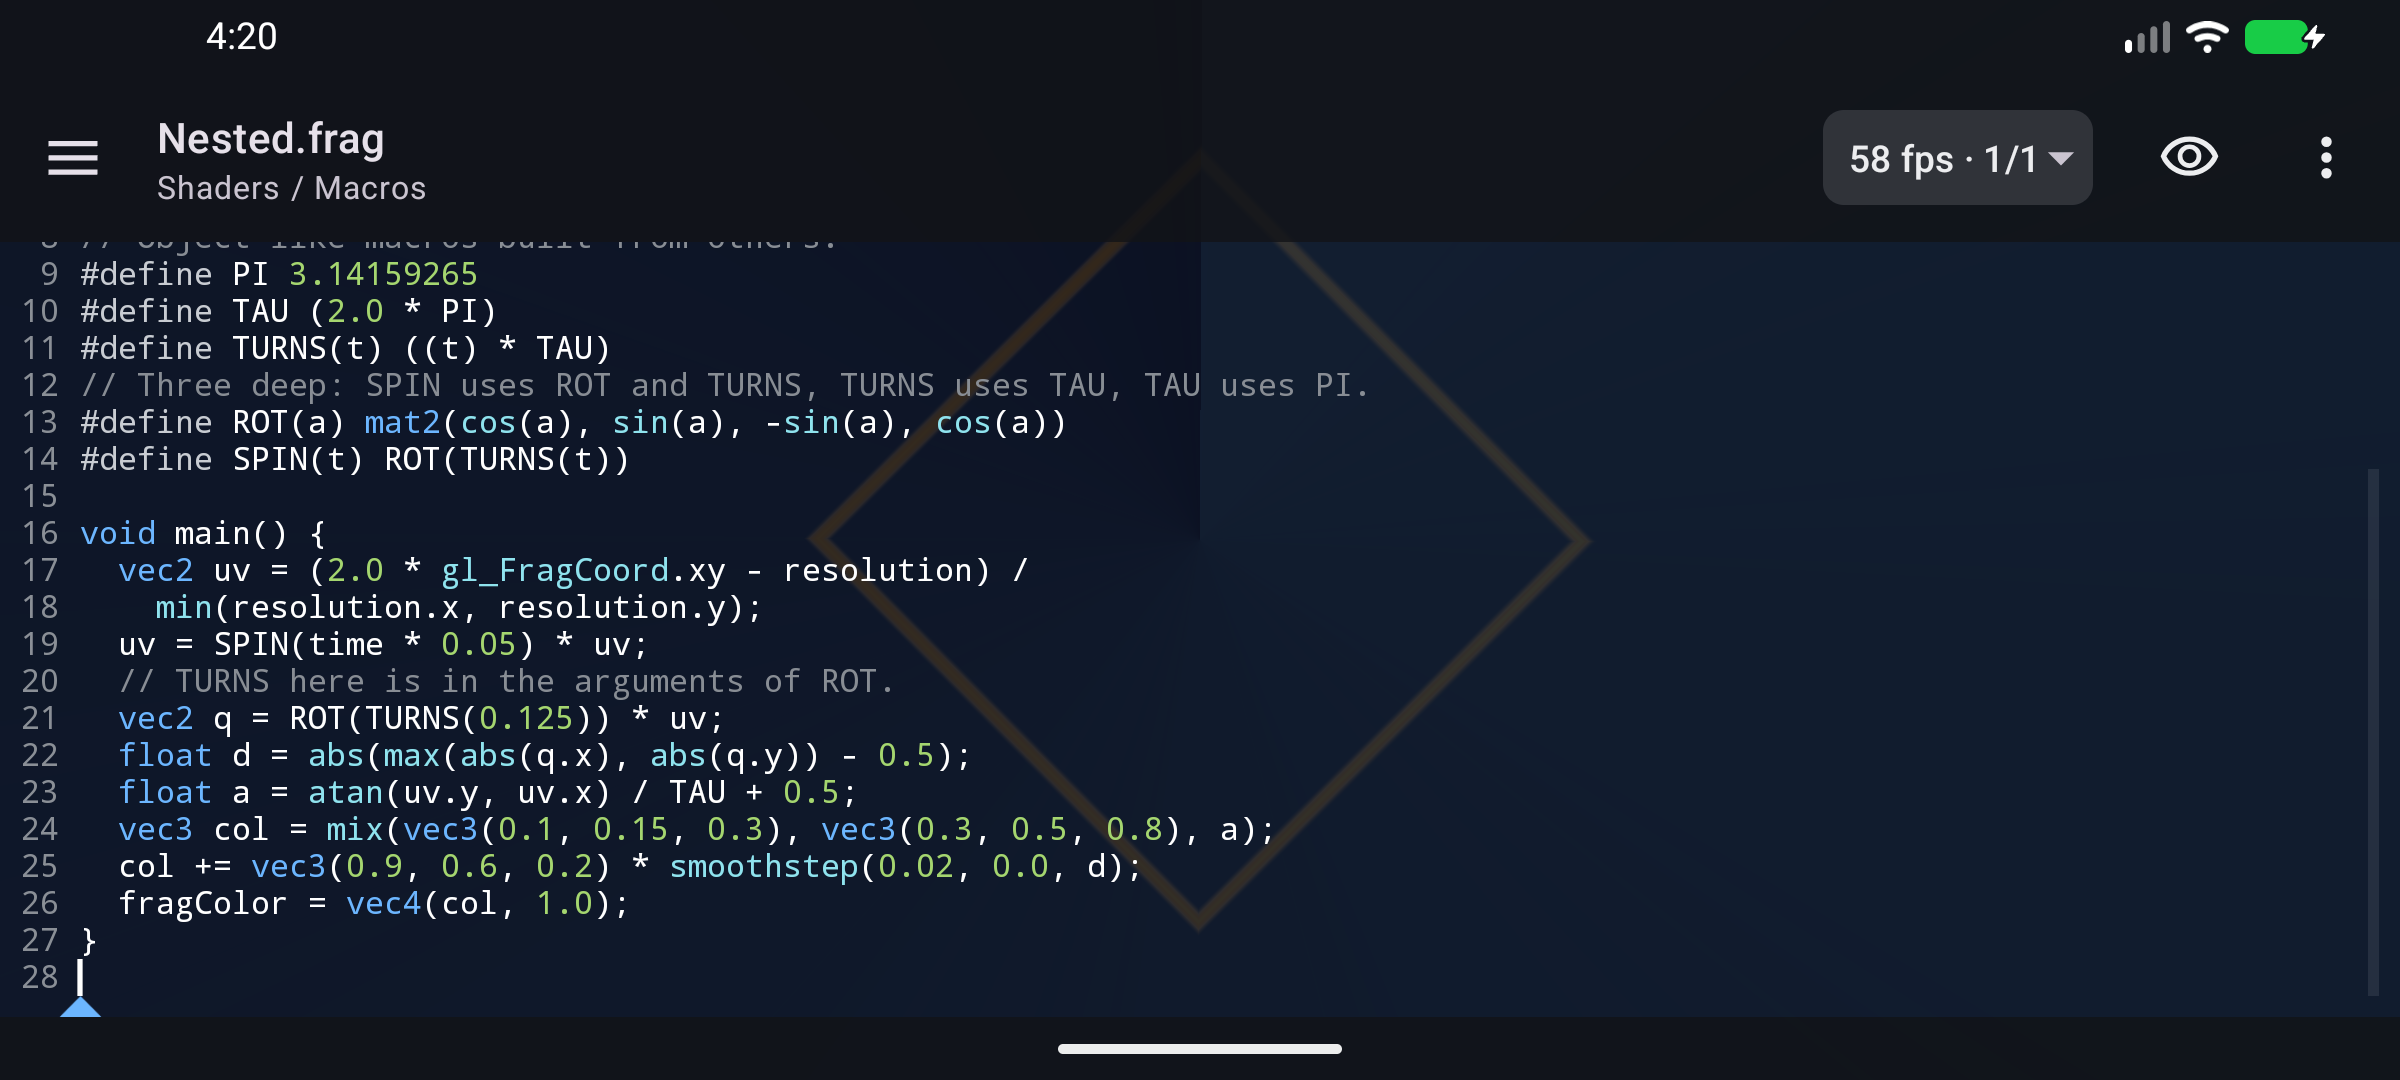 4:20
Nested.frag
Shaders / Macros
58 fps · 1/1
8 // Object like macros built from others.
9 #define PI 3.14159265
10 #define TAU (2.0 * PI)
11 #define TURNS(t) ((t) * TAU)
12 // Three deep: SPIN uses ROT and TURNS, TURNS uses TAU, TAU uses PI.
13 #define ROT(a) mat2(cos(a), sin(a), -sin(a), cos(a))
14 #define SPIN(t) ROT(TURNS(t))
15
16 void main() {
17   vec2 uv = (2.0 * gl_FragCoord.xy - resolution) /
18     min(resolution.x, resolution.y);
19   uv = SPIN(time * 0.05) * uv;
20   // TURNS here is in the arguments of ROT.
21   vec2 q = ROT(TURNS(0.125)) * uv;
22   float d = abs(max(abs(q.x), abs(q.y)) - 0.5);
23   float a = atan(uv.y, uv.x) / TAU + 0.5;
24   vec3 col = mix(vec3(0.1, 0.15, 0.3), vec3(0.3, 0.5, 0.8), a);
25   col += vec3(0.9, 0.6, 0.2) * smoothstep(0.02, 0.0, d);
26   fragColor = vec4(col, 1.0);
27 }
28